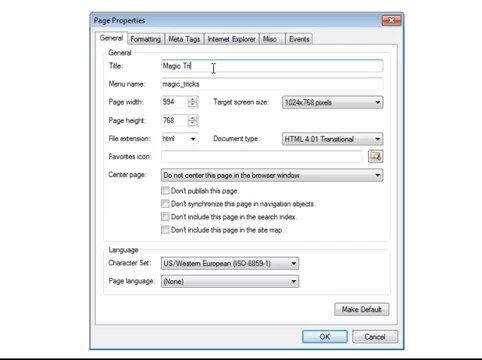 Page Properties
General Formatting Meta Tags Internet Explorer Misc Events
General
Title: Magic Tri
Menu name: magic_tricks
Page width: 994 Target screen size: 1024x768 pixels
Page height: 768
File extension: html Document type: HTML 4.01 Transitional
Favorites icon:
Center page: Do not center this page in the browser window
Don't publish this page.
Don't synchronize this page in navigation objects.
Don't include this page in the search index.
Don't include this page in the site map.
Language
Character Set: US/Western European (ISO-8859-1)
Page language: (None)
Make Default
OK Cancel